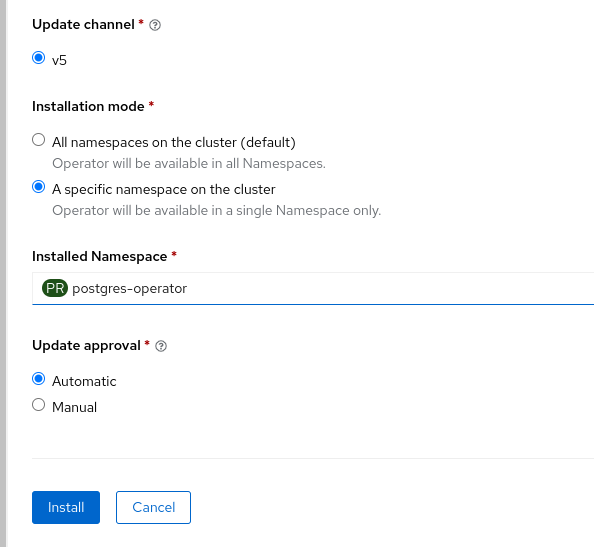 Update channel *
v5
Installation mode *
All namespaces on the cluster (default)
Operator will be available in all Namespaces.
A specific namespace on the cluster
Operator will be available in a single Namespace only.
Installed Namespace *
PR postgres-operator
Update approval *
Automatic
Manual
Install Cancel